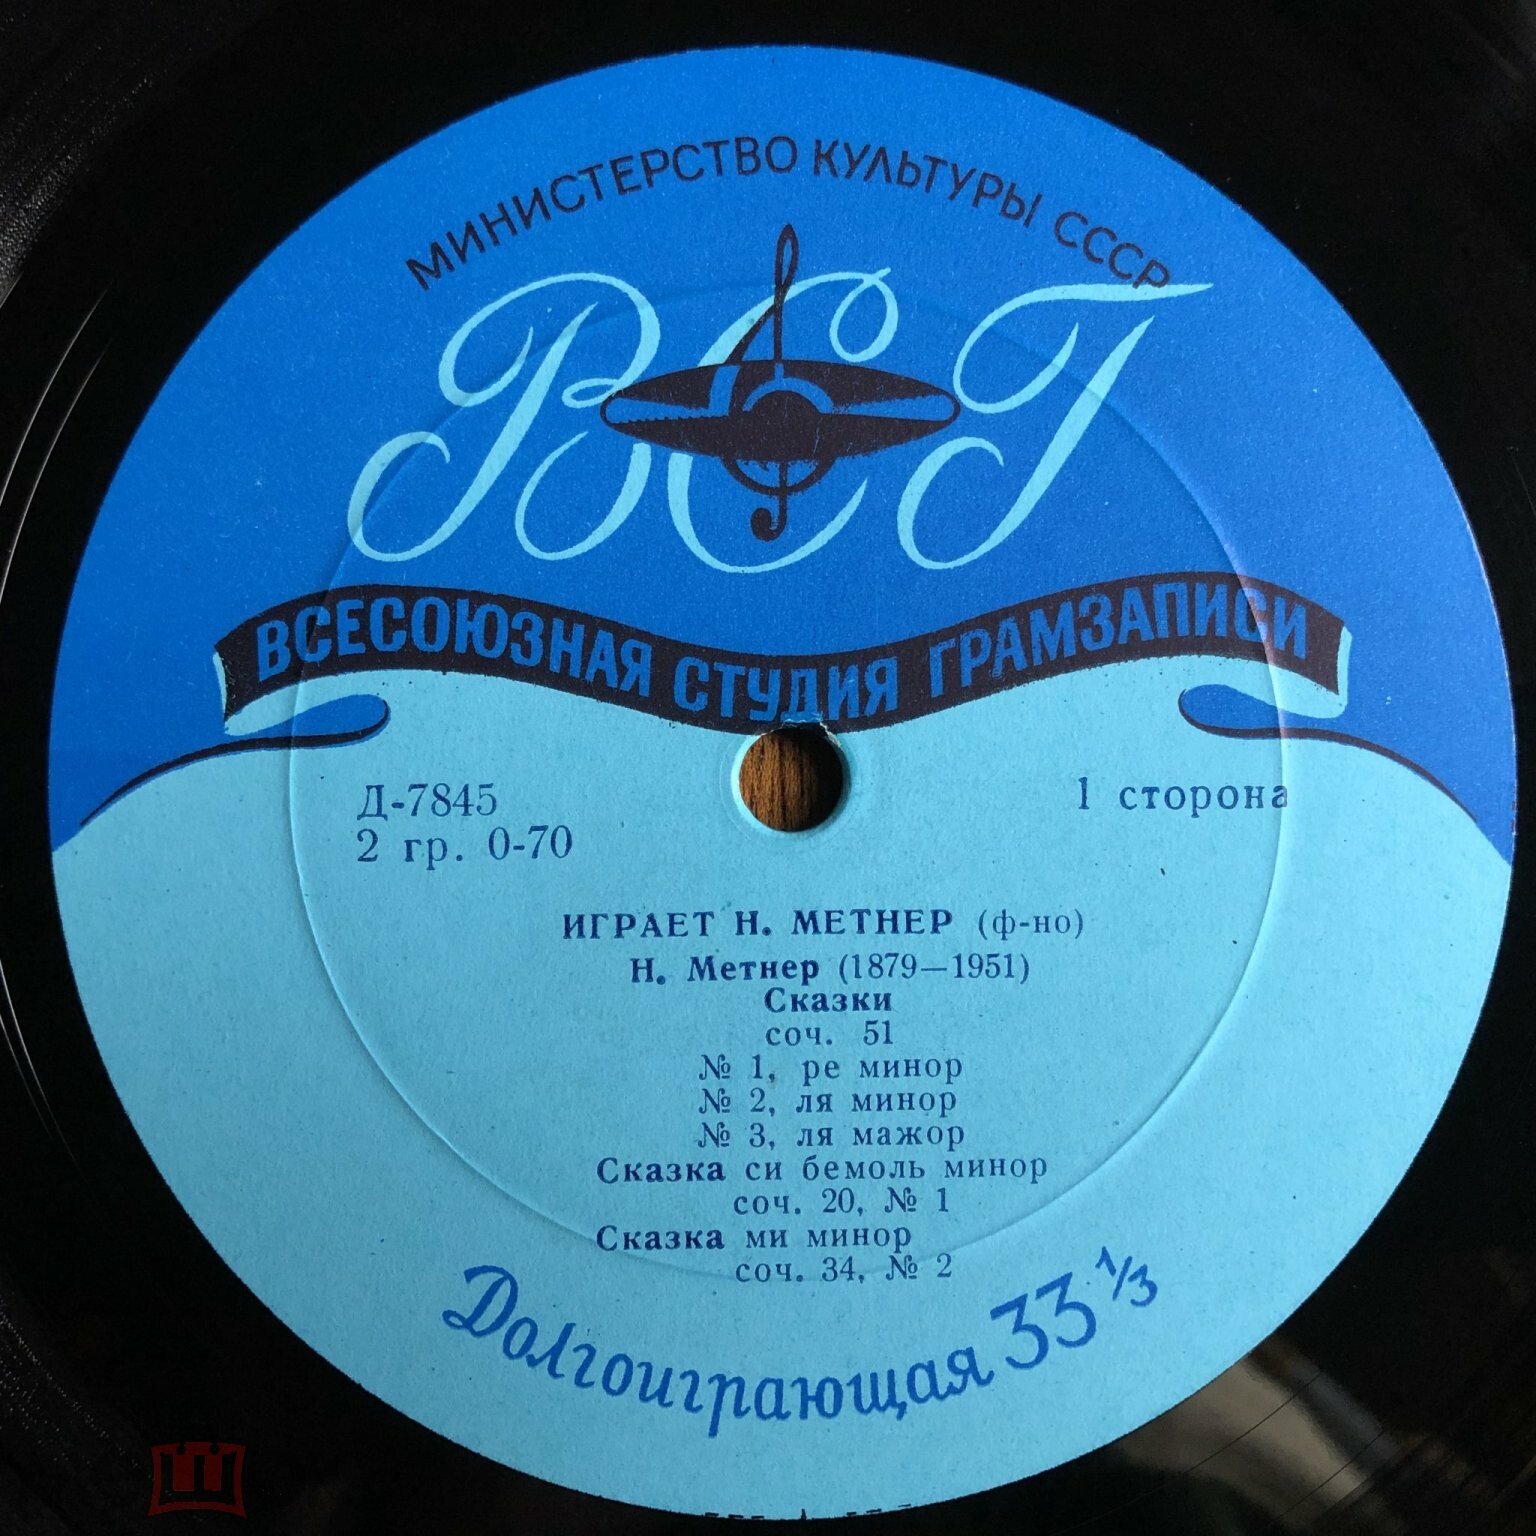 МИНИСТЕРСТВО КУЛЬТУРЫ СССР
ВСГ
ВСЕСОЮЗНАЯ СТУДИЯ ГРАМЗАПИСИ
Д-7845
2 гр. 0-70
1 сторона
ИГРАЕТ Н. МЕТНЕР (ф-но)
Н. Метнер (1879—1951)
Сказки
соч. 51
№ 1, ре минор
№ 2, ля минор
№ 3, ля мажор
Сказка си бемоль минор
соч. 20, № 1
Сказка ми минор
соч. 34, № 2
Долгоиграющая 33 1/3